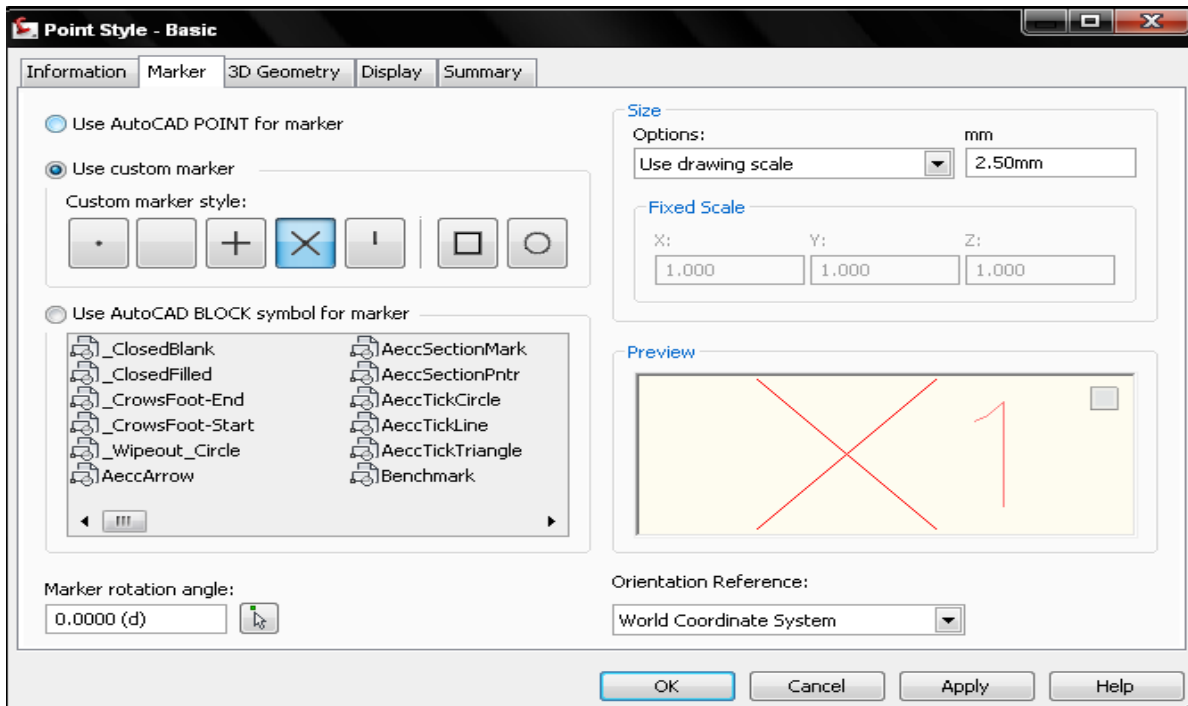 Point Style - Basic
Information Marker 3D Geometry Display Summary
Use AutoCAD POINT for marker
Use custom marker
Custom marker style:
Use AutoCAD BLOCK symbol for marker
_ClosedBlank
_ClosedFilled
_CrowsFoot-End
_CrowsFoot-Start
_Wipeout_Circle
AeccArrow
AeccSectionMark
AeccSectionPntr
AeccTickCircle
AeccTickLine
AeccTickTriangle
Benchmark
Marker rotation angle:
0.0000 (d)
Size
Options: mm
Use drawing scale 2.50mm
Fixed Scale
X: Y: Z:
1.000 1.000 1.000
Preview
1
Orientation Reference:
World Coordinate System
OK Cancel Apply Help